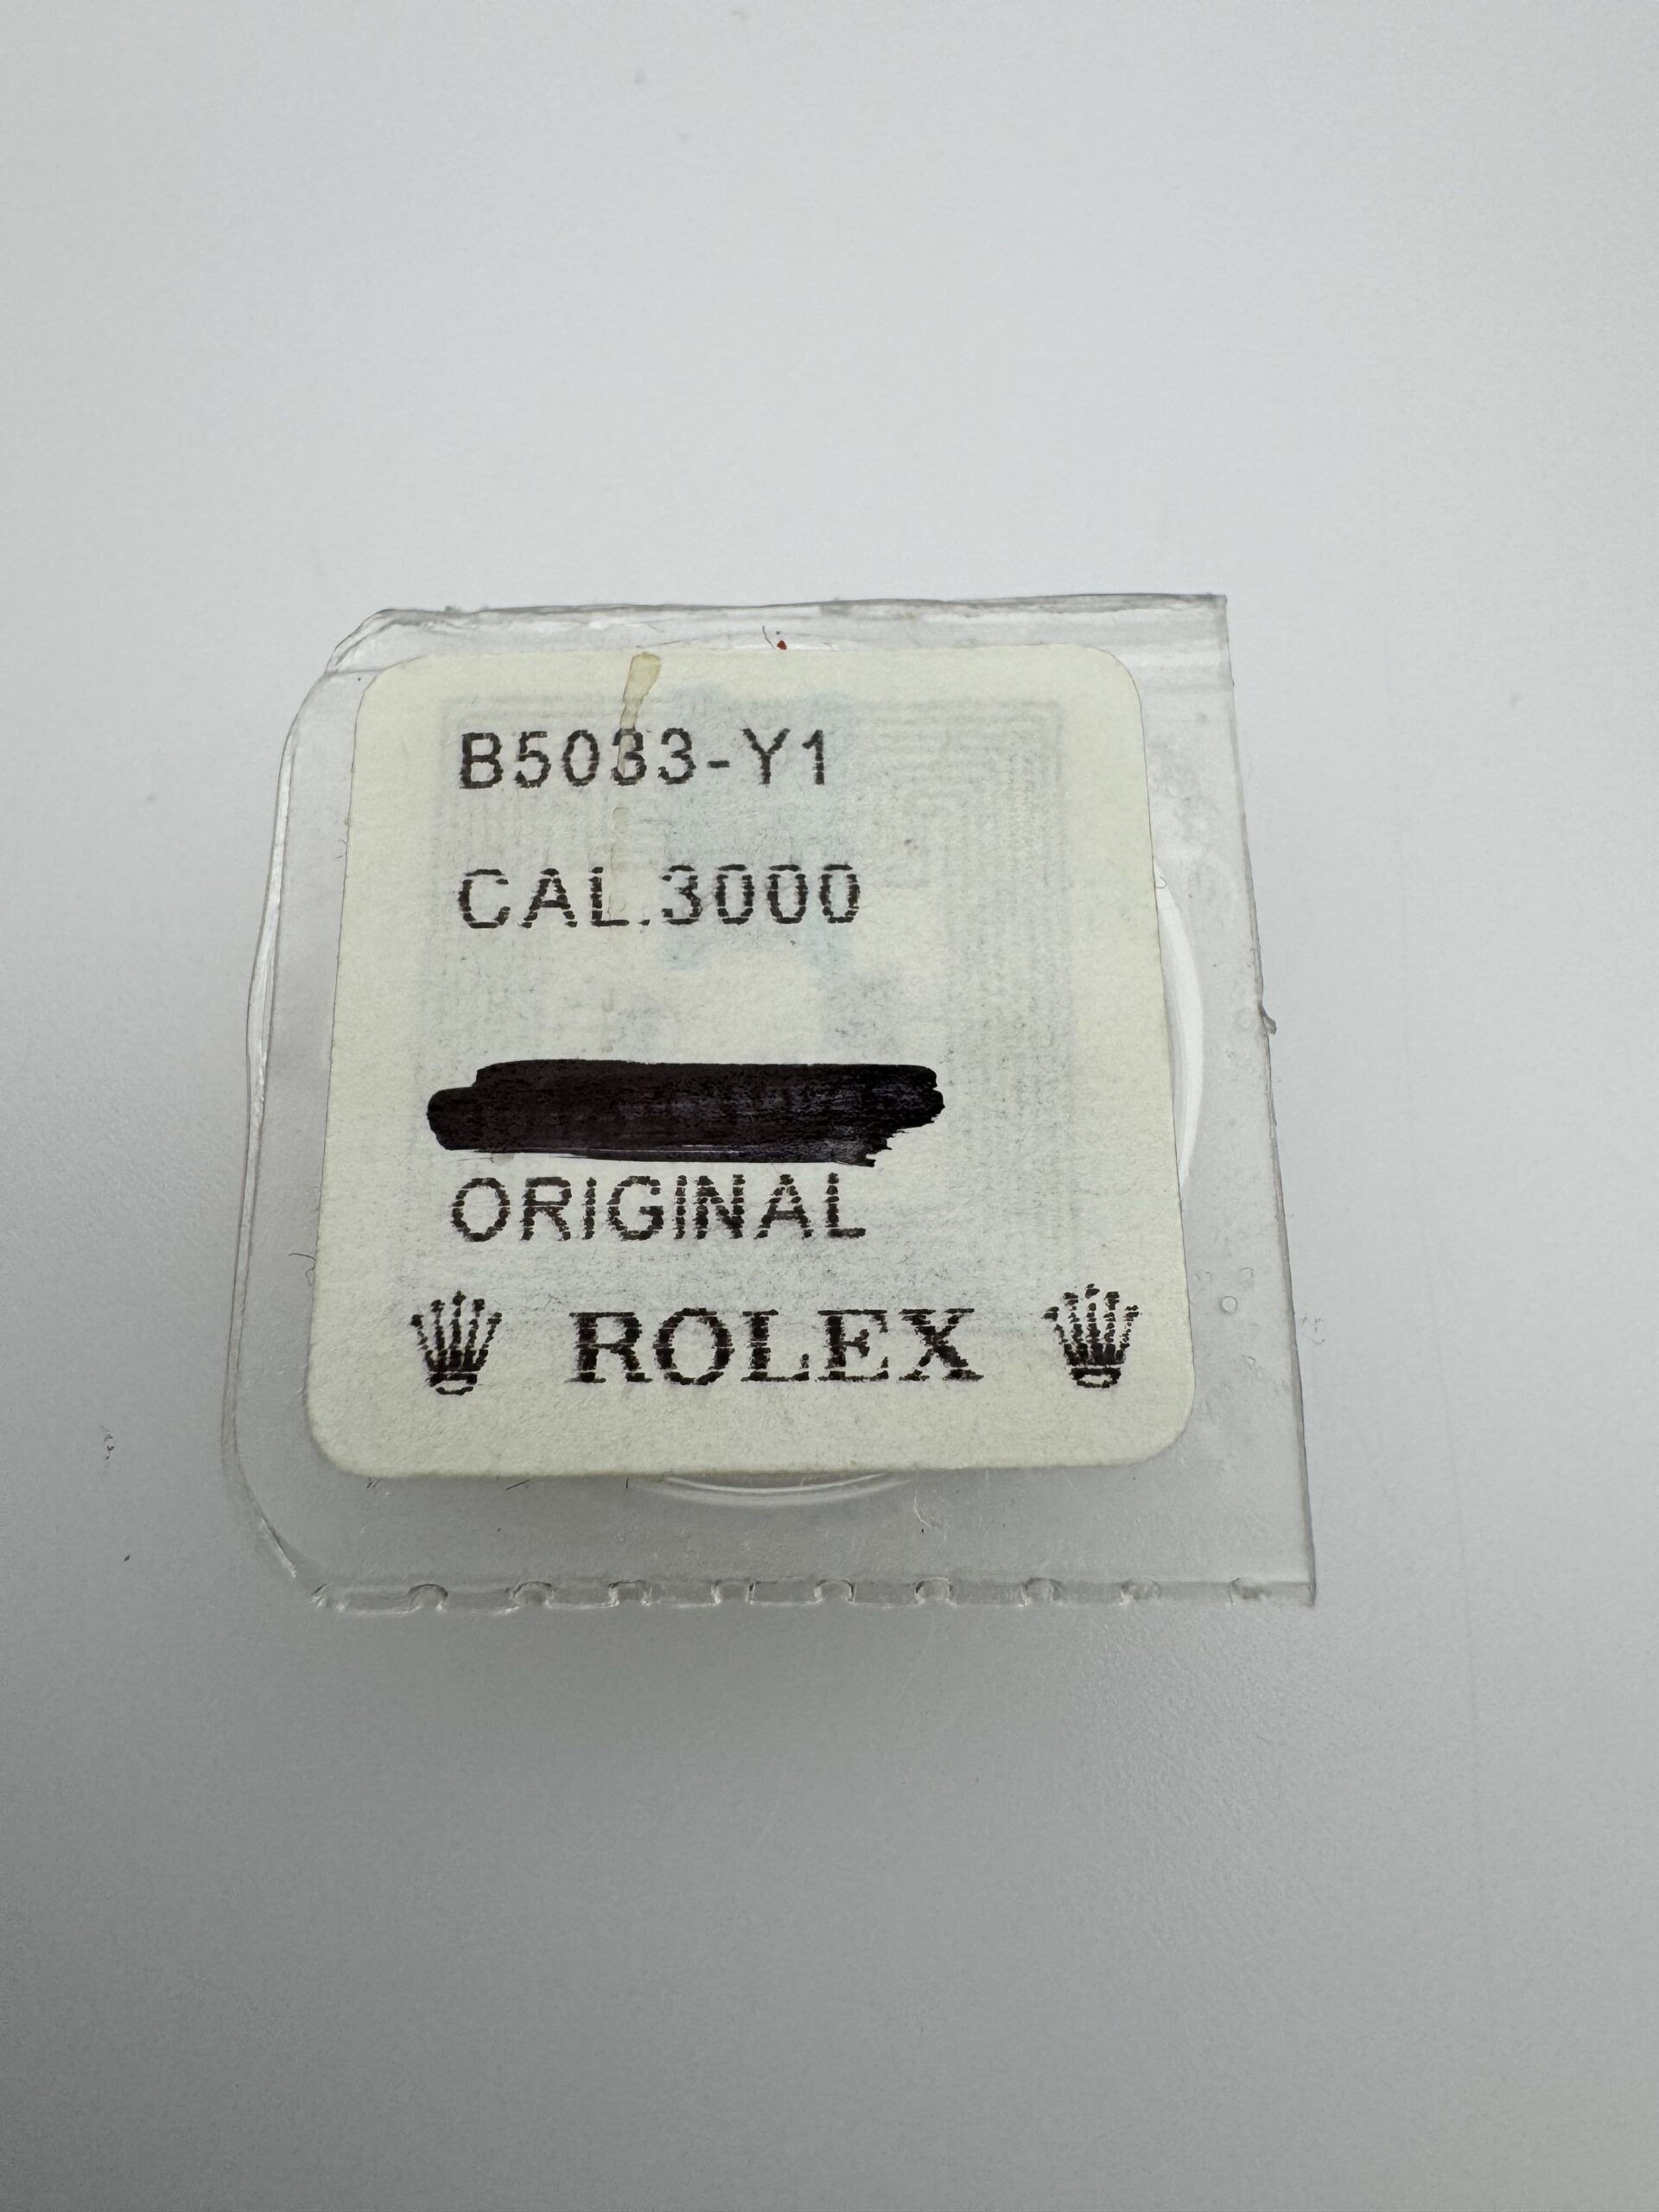 B5033-Y1
CAL.3000
ORIGINAL
ROLEX